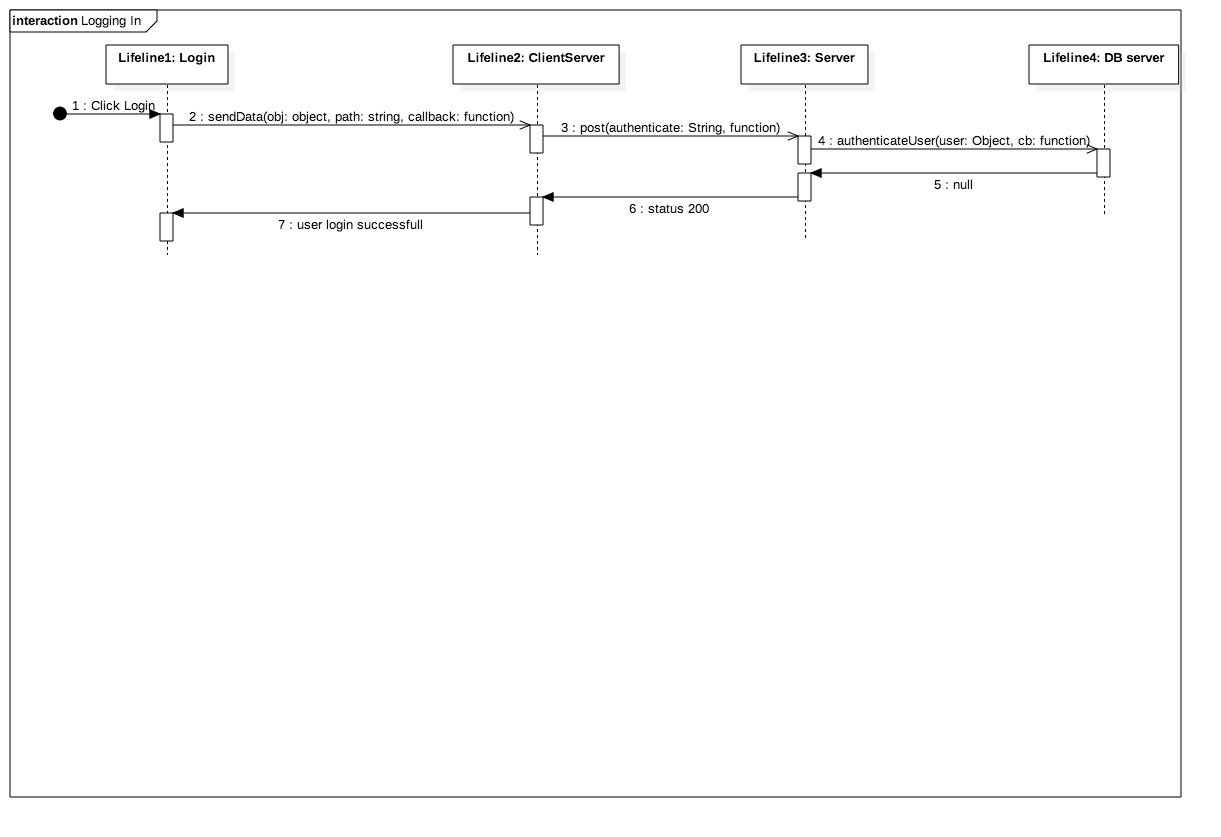 interaction Logging In
Lifeline1: Login
Lifeline2: ClientServer
Lifeline3: Server
Lifeline4: DB server
1 : Click Login
2 : sendData(obj: object, path: string, callback: function)
3 : post(authenticate: String, function)
4 : authenticateUser(user: Object, cb: function)
5 : null
6 : status 200
7 : user login successfull